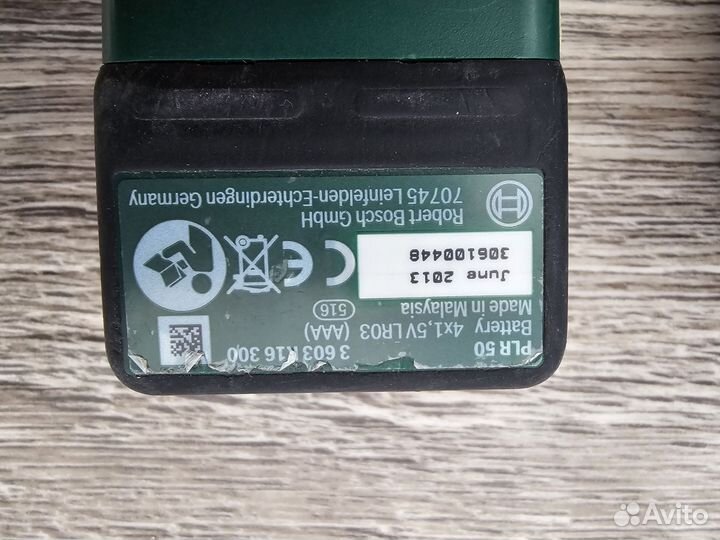 PLR 50 3 603 K16 300
Battery 4x1,5V LR03 (AAA)
Made in Malaysia 516
June 2013
306100448
CE
Robert Bosch GmbH
70745 Leinfelden-Echterdingen Germany
Avito